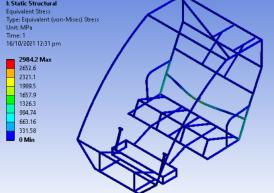 I: Static Structural
Equivalent Stress
Type: Equivalent (von-Mises) Stress
Unit: MPa
Time: 1
16/10/2021 12:31 pm
2984.2 Max
2652.6
2321.1
1989.5
1657.9
1326.3
994.74
663.16
331.58
0 Min